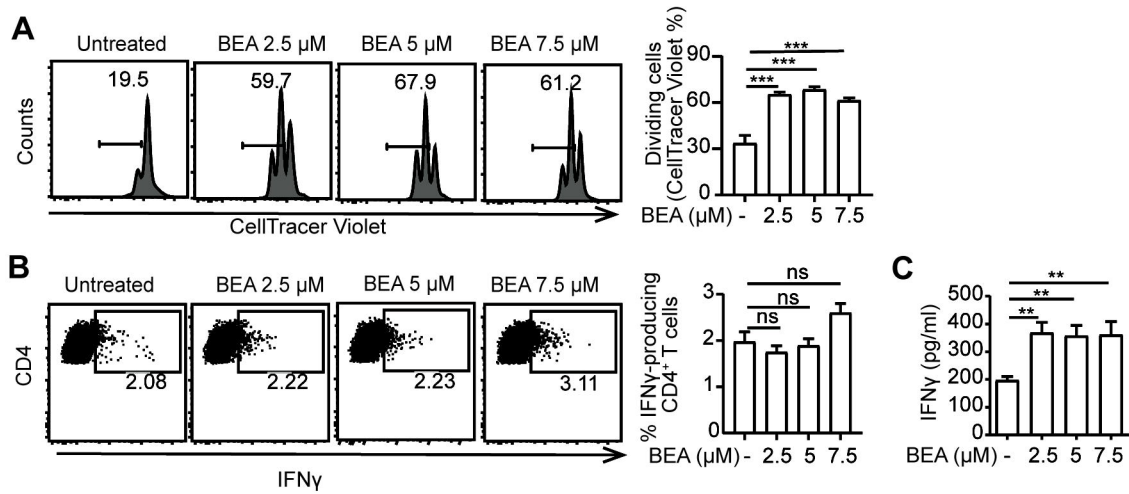 A
Untreated
BEA 2.5 µM
BEA 5 µM
BEA 7.5 µM
19.5
59.7
67.9
61.2
Counts
CellTracer Violet
Dividing cells
(CellTracer Violet %)
90
60
30
0
***
***
***
BEA (µM) - 2.5 5 7.5
B
Untreated
BEA 2.5 µM
BEA 5 µM
BEA 7.5 µM
2.08
2.22
2.23
3.11
CD4
IFNγ
% IFNγ-producing
CD4+ T cells
3
2
1
0
ns
ns
ns
BEA (µM) - 2.5 5 7.5
C
IFNγ (pg/ml)
500
400
300
200
100
0
**
**
**
BEA (µM) - 2.5 5 7.5